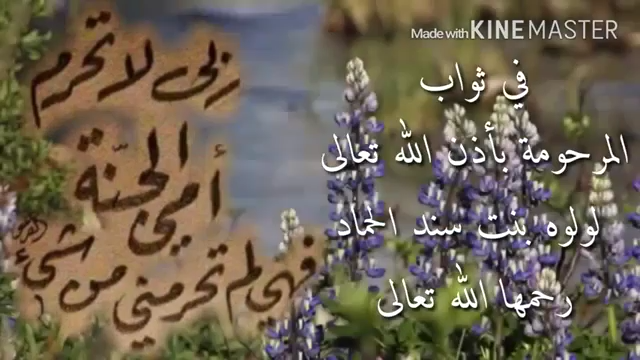 Made with KINEMASTER
في ثواب
المرحومة بأذن الله تعالى
لولوه بنت سند الحماد
رحمها الله تعالى
ربي لا تحرم
أمي الجنّة
فهي لم تحرمني من شيء